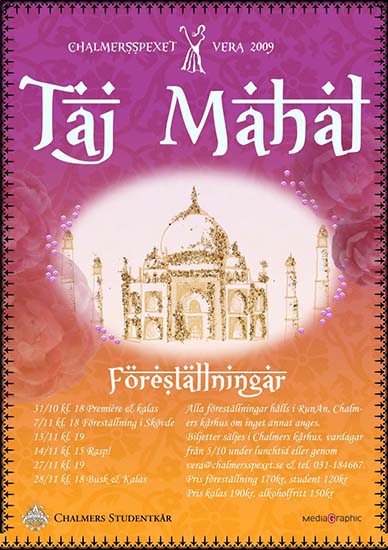 CHALMERSSPEXET VERA 2009
Taj Mahal
Föreställningar
31/10 kl. 18 Première & kalas
7/11 kl. 18 Föreställning i Skövde
13/11 kl. 19
14/11 kl. 15 Rasp!
27/11 kl. 19
28/11 kl. 18 Busk & Kalas
Alla föreställningar hålls i RunAn, Chalm-
ers kårhus om inget annat anges.
Biljetter säljes i Chalmers kårhus, vardagar
från 5/10 under lunchtid eller genom
vera@chalmersspexet.se & tel. 031-184667.
Pris föreställning 170kr, student 120kr
Pris kalas 190kr, alkoholfritt 150kr
CHALMERS STUDENTKÅR
MEDIAGRAPHIC